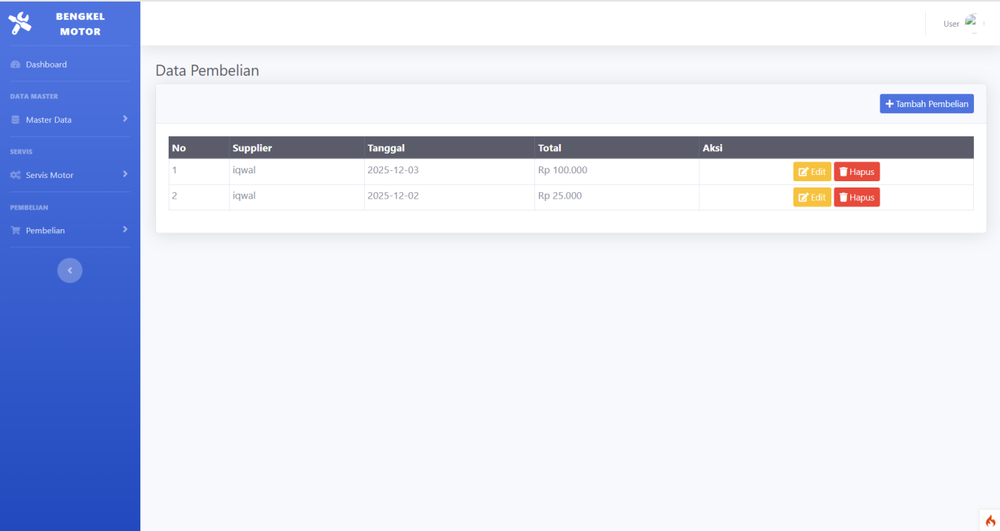 BENGKEL
MOTOR
User
Dashboard
DATA MASTER
Master Data
SERVIS
Servis Motor
PEMBELIAN
Pembelian
Data Pembelian
Tambah Pembelian
No Supplier Tanggal Total Aksi
1 iqwal 2025-12-03 Rp 100.000 Edit Hapus
2 iqwal 2025-12-02 Rp 25.000 Edit Hapus